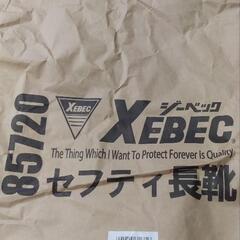 85720
XEBEC
ジーベック
XEBEC
The Thing Which I Want To Protect Forever is Quality
セフティ長靴